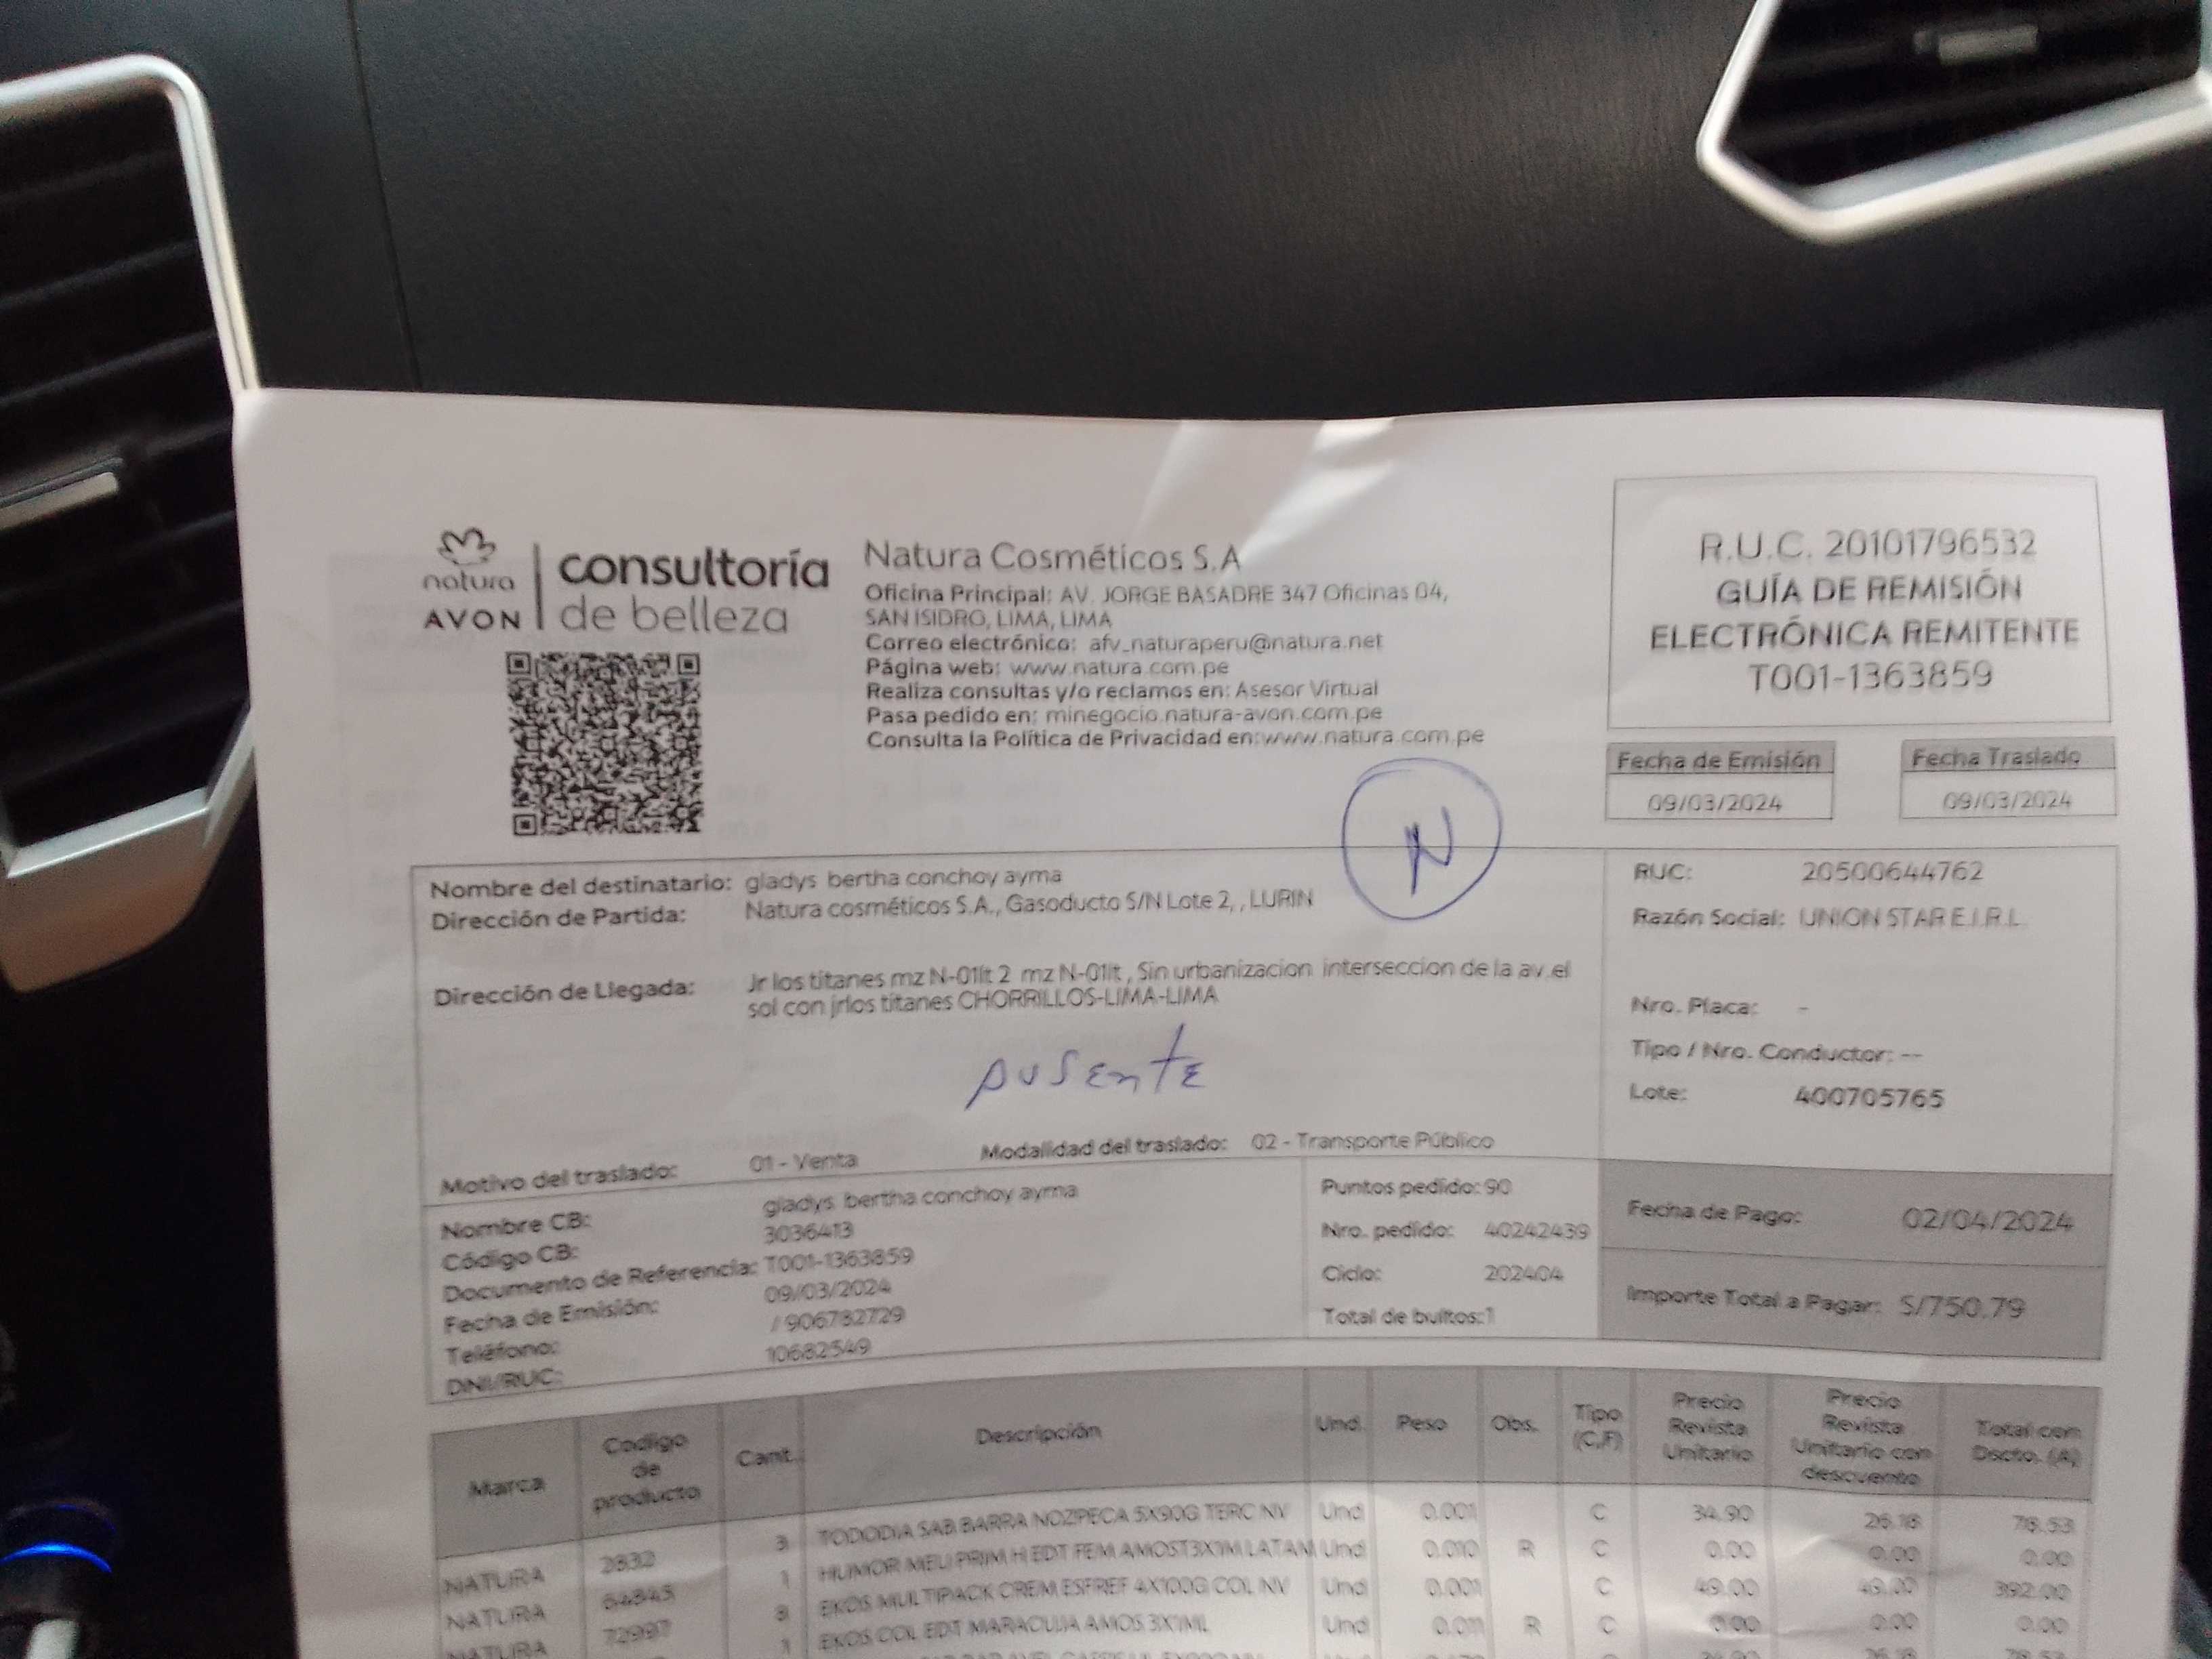 natura
AVON
consultoría
de belleza
Natura Cosméticos S.A
Oficina Principal: AV. JORGE BASADRE 347 Oficinas 04,
SAN ISIDRO, LIMA, LIMA
Correo electrónico: afv_naturaperu@natura.net
Página web: www.natura.com.pe
Realiza consultas y/o reclamos en: Asesor Virtual
Pasa pedido en: minegocio.natura-avon.com.pe
Consulta la Política de Privacidad en:www.natura.com.pe
R.U.C. 20101796532
GUÍA DE REMISIÓN
ELECTRÓNICA REMITENTE
T001-1363859
Fecha de Emisión
09/03/2024
Fecha Traslado
09/03/2024
N
Nombre del destinatario: gladys bertha conchoy ayma
Dirección de Partida: Natura cosméticos S.A., Gasoducto S/N Lote 2, , LURIN
Dirección de Llegada: Jr los titanes mz N-01lt 2 mz N-01lt , Sin urbanizacion interseccion de la av.el
sol con jrlos titanes CHORRILLOS-LIMA-LIMA
Ausente
Motivo del traslado: 01 - Venta
Modalidad del traslado: 02 - Transporte Público
RUC: 20500644762
Razón Social: UNION STAR E.I.R.L.
Nro. Placa: -
Tipo / Nro. Conductor: --
Lote: 400705765
Nombre CB: gladys bertha conchoy ayma
Código CB: 3036413
Documento de Referencia: T001-1363859
Fecha de Emisión: 09/03/2024
Teléfono: / 906782729
DNI/RUC: 10682549
Puntos pedido: 90
Nro. pedido: 40242439
Ciclo: 202404
Total de bultos:1
Fecha de Pago: 02/04/2024
Importe Total a Pagar: S/750.79
Marca Codigo de producto Cant. Descripción Und. Peso Obs. Tipo (C,F) Precio Revista Unitario Precio Revista Unitario con descuento Total con Dscto. (A)
NATURA 2832 3 TODODIA SAB BARRA NOZPECA 5X90G TERC NV Und 0.001 C 34.90 26.18 78.53
NATURA 64845 1 HUMOR MEU PRIM H EDT FEM AMOST3X1M LATAM Und 0.010 R C 0.00 0.00 0.00
NATURA 72997 8 EKOS MULTIPACK CREM ESFREF 4X100G COL NV Und 0.001 C 49.00 49.00 392.00
1 EKOS COL EDT MARACUJA AMOS 3X1ML Und 0.011 R C 0.00 0.00 0.00